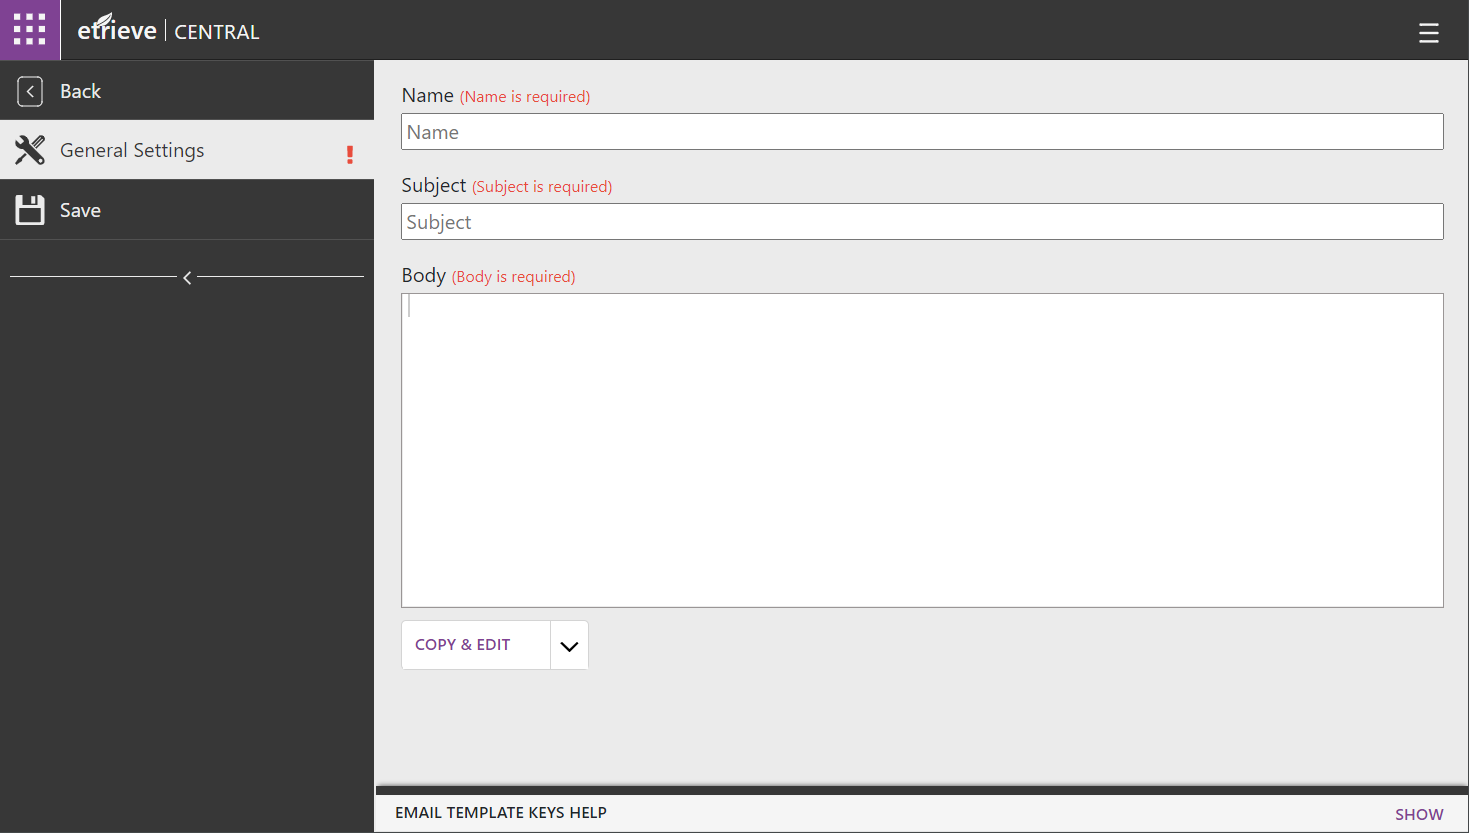 etrieve CENTRAL
Back
General Settings
Save
Name (Name is required)
Name
Subject (Subject is required)
Subject
Body (Body is required)
COPY & EDIT
EMAIL TEMPLATE KEYS HELP
SHOW